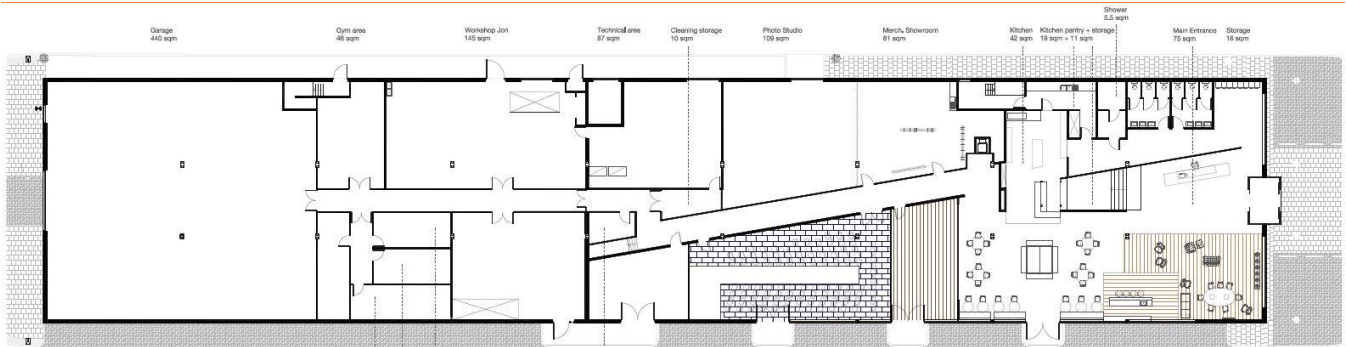 Garage
440 sqm
Gym area
46 sqm
Workshop Jon
145 sqm
Technical area
87 sqm
Cleaning storage
10 sqm
Photo Studio
109 sqm
Merch. Showroom
81 sqm
Kitchen
42 sqm
Kitchen pantry + storage
19 sqm + 11 sqm
Shower
5.5 sqm
Main Entrance
75 sqm
Storage
16 sqm